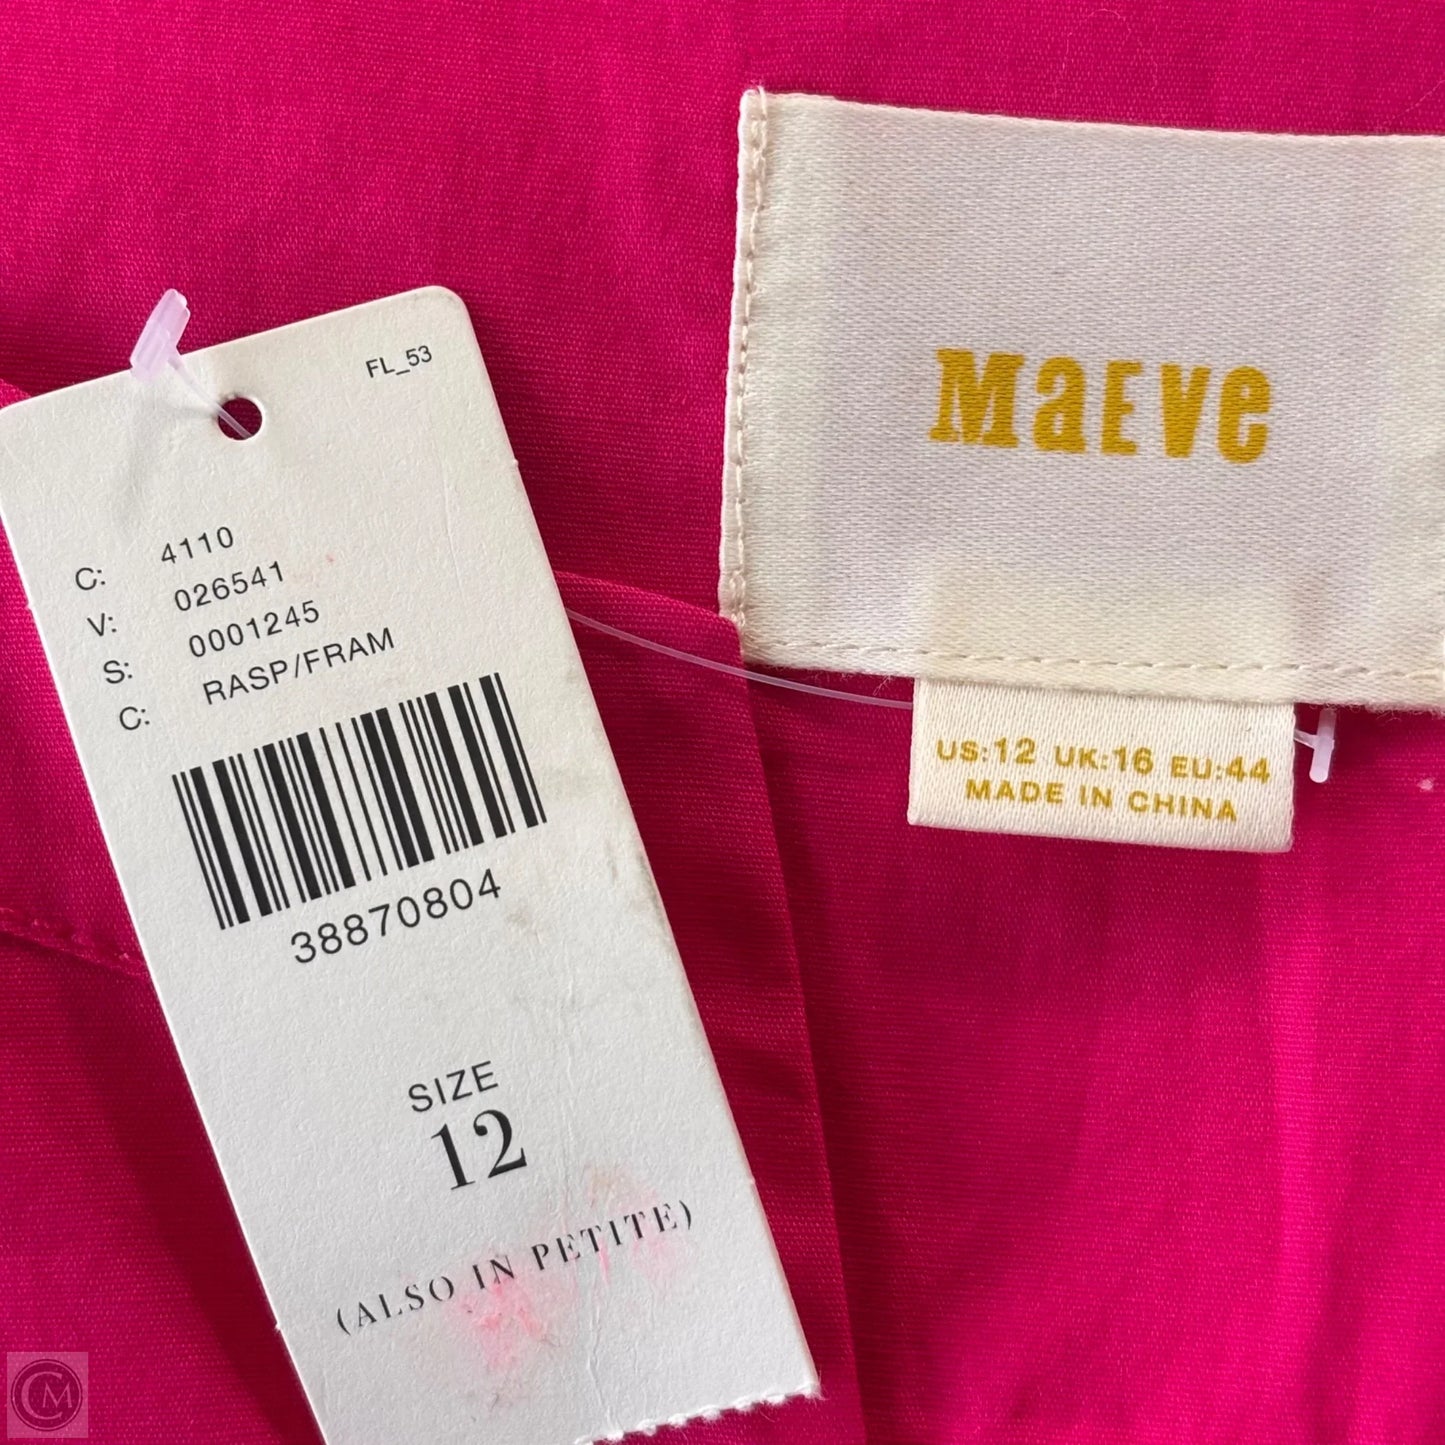 FL_53
C: 4110
V: 026541
S: 0001245
C: RASP/FRAM
38870804
SIZE
12
(ALSO IN PETITE)
MaEve
US:12 UK:16 EU:44
MADE IN CHINA
CM